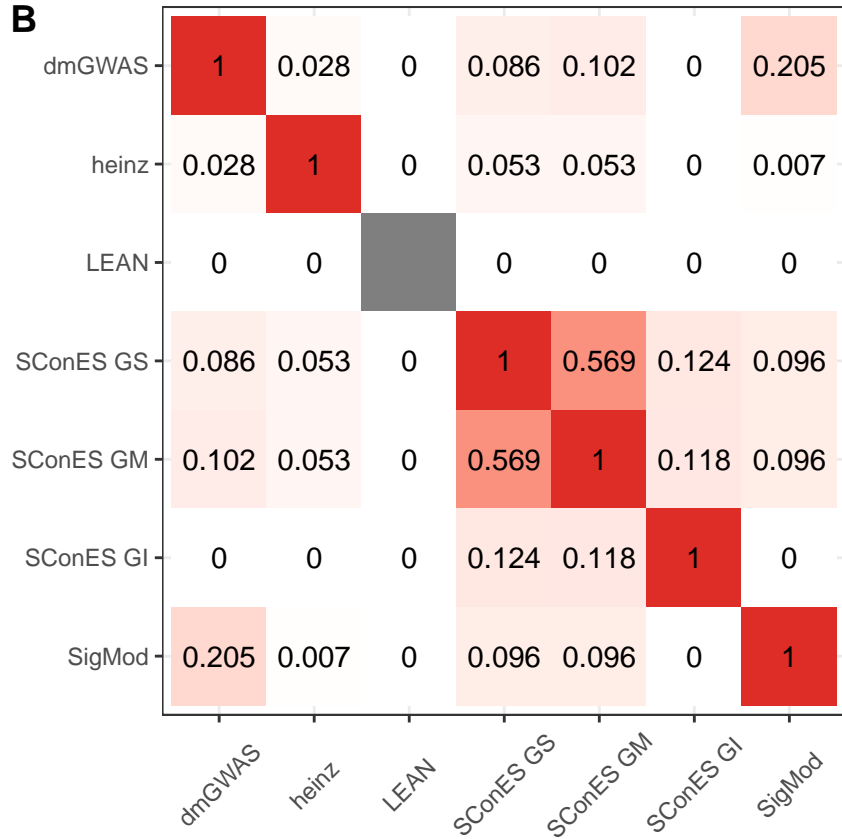 B
dmGWAS 1 0.028 0 0.086 0.102 0 0.205
heinz 0.028 1 0 0.053 0.053 0 0.007
LEAN 0 0 0 0 0 0
SConES GS 0.086 0.053 0 1 0.569 0.124 0.096
SConES GM 0.102 0.053 0 0.569 1 0.118 0.096
SConES GI 0 0 0 0.124 0.118 1 0
SigMod 0.205 0.007 0 0.096 0.096 0 1
dmGWAS heinz LEAN SConES GS SConES GM SConES GI SigMod